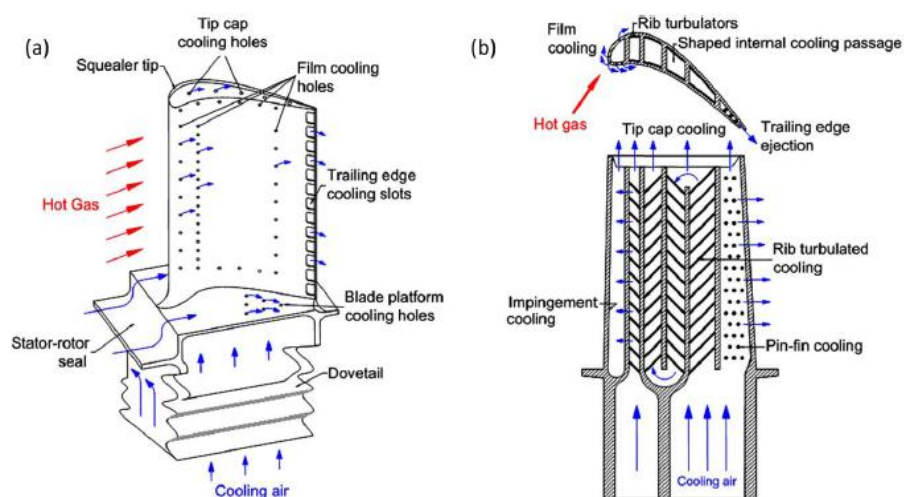 (a)
Tip cap
cooling holes
Squealer tip
Film cooling
holes
Hot Gas
Trailing edge
cooling slots
Blade platform
cooling holes
Stator-rotor
seal
Dovetail
Cooling air
(b)
Film
cooling
Rib turbulators
Shaped internal cooling passage
Hot gas
Tip cap cooling
Trailing edge
ejection
Rib turbulated
cooling
Impingement
cooling
Pin-fin cooling
Cooling air